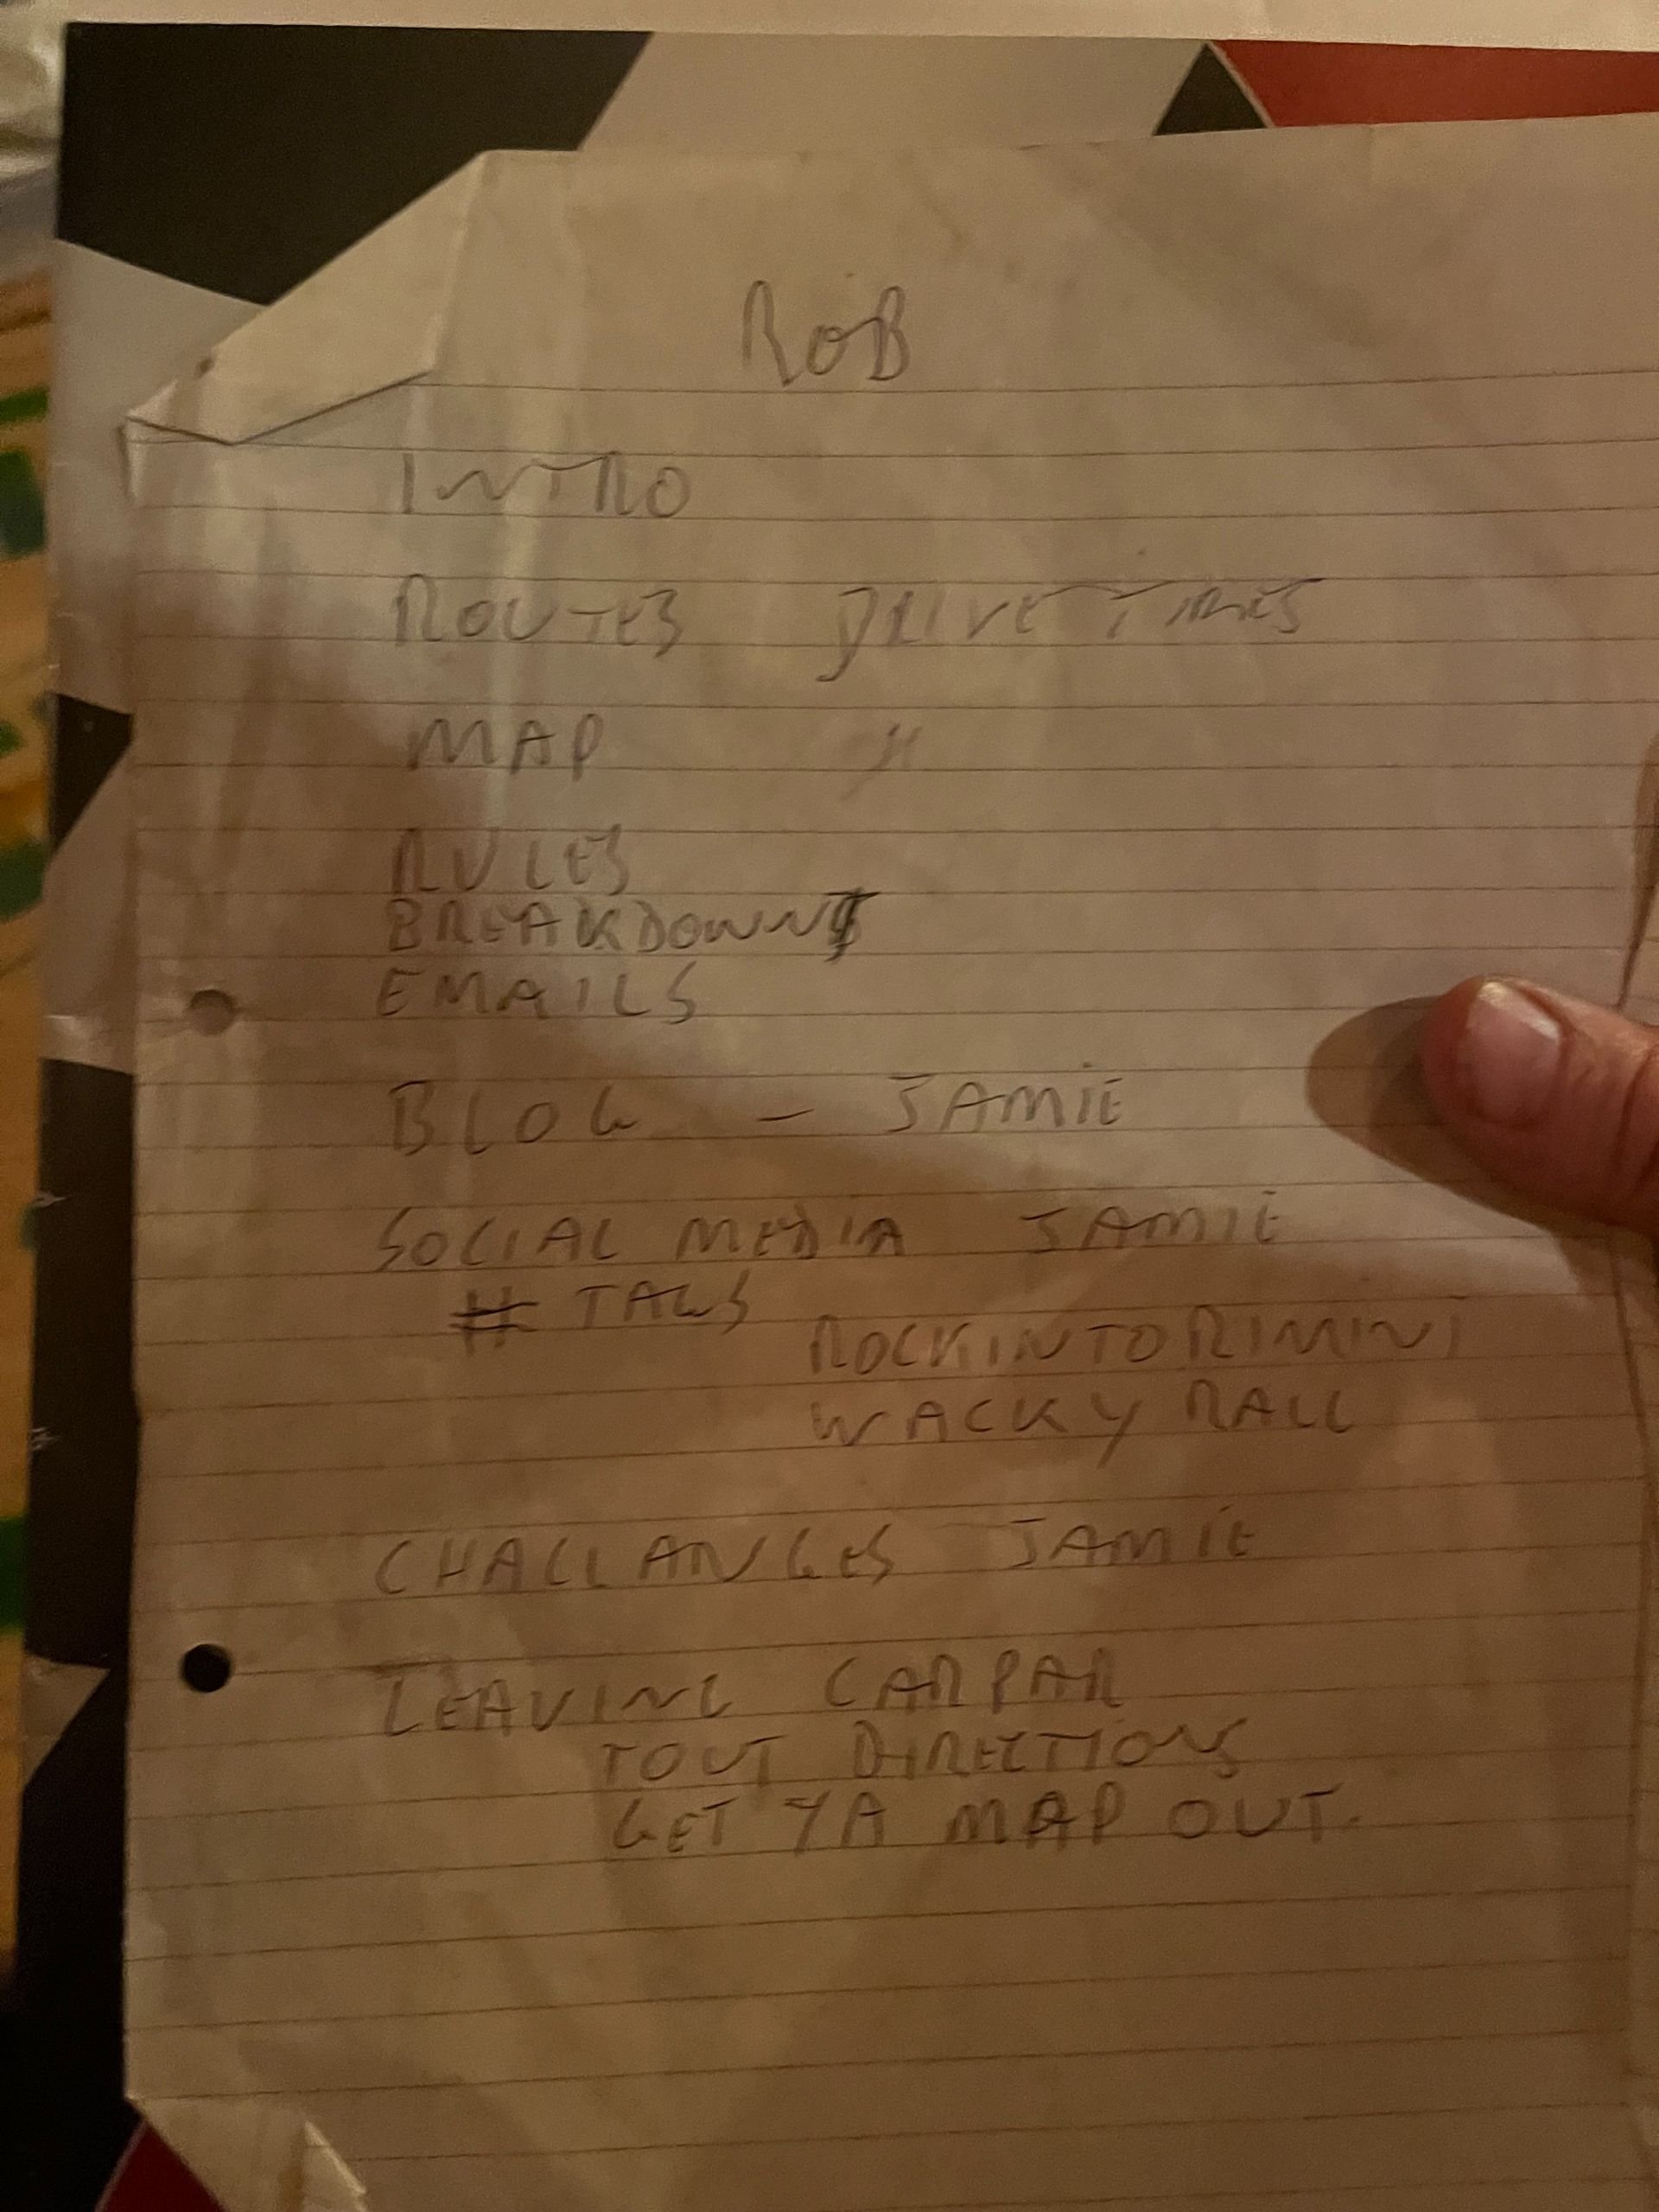 ROB
INTRO
ROUTES DRIVE TIMES
MAP "
RULES
BREAKDOWNS
EMAILS
BLOG - JAMIE
SOCIAL MEDIA JAMIE
# TAGS
ROCKINTORIMINI
WACKY RALL
CHALLANGES JAMIE
LEAVING CARPAR
TOUT DIRECTIONS
GET YA MAP OUT.